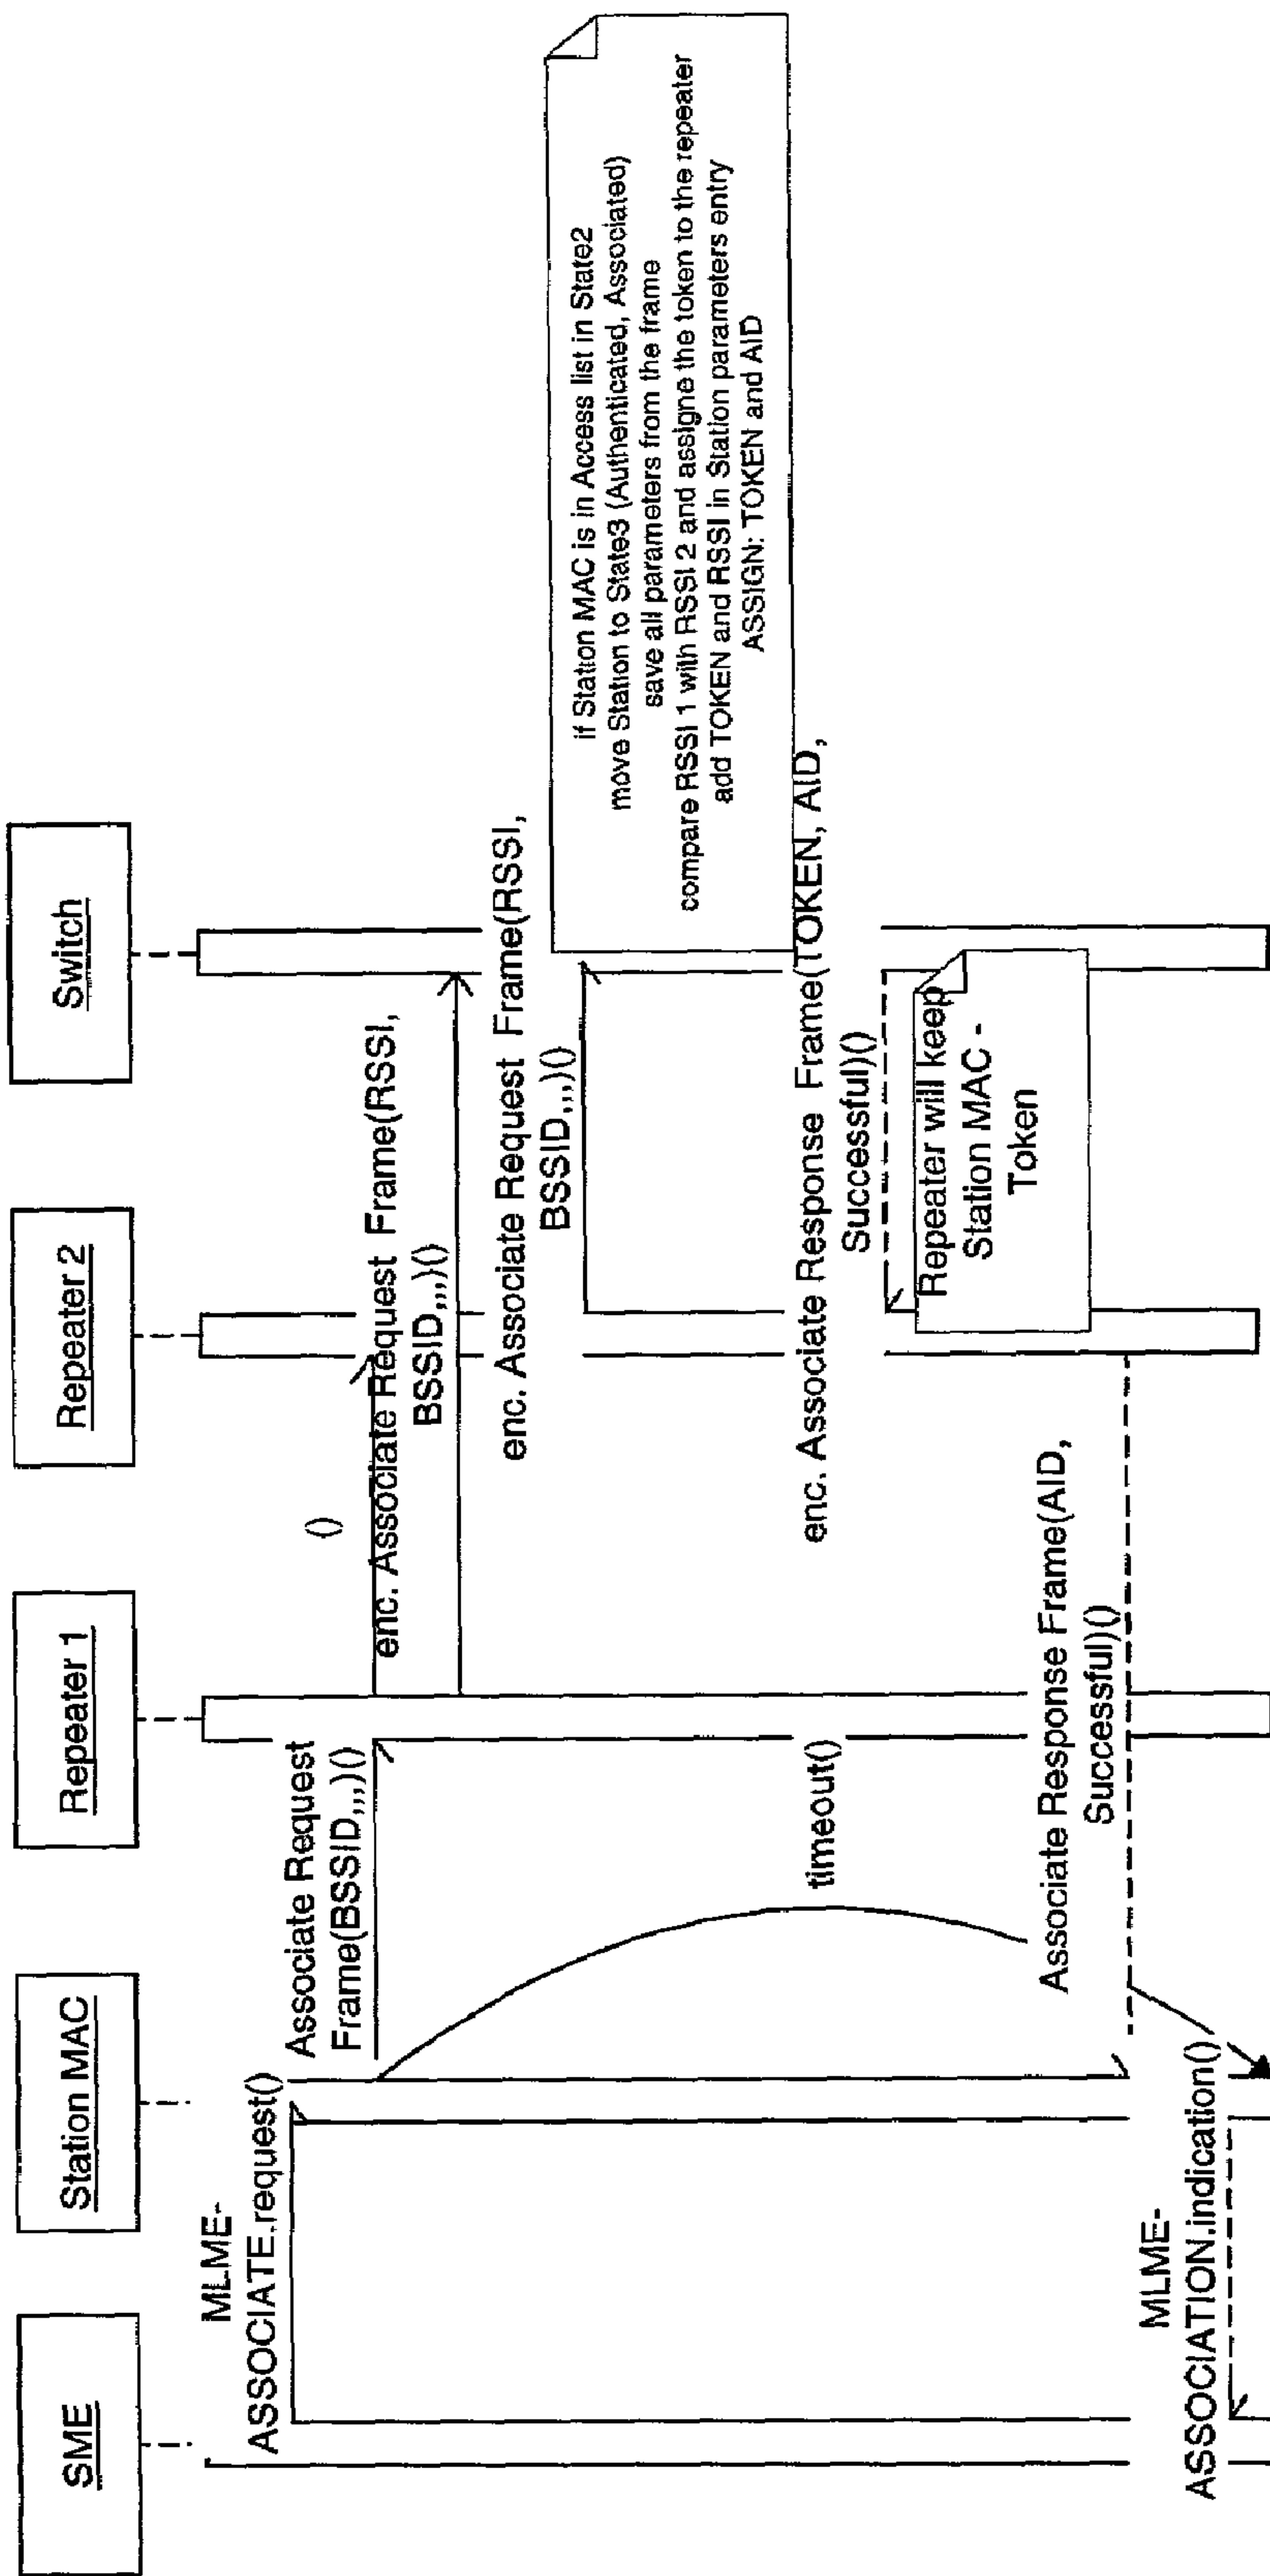 SME
Station MAC
Repeater 1
Repeater 2
Switch
MLME-
ASSOCIATE.request()
Associate Request
Frame(BSSID,,,)()
()
enc. Associate Request Frame(RSSI,
BSSID,,,)()
enc. Associate Request Frame(RSSI,
BSSID,,,)()
if Station MAC is in Access list in State2
move Station to State3 (Authenticated, Associated)
save all parameters from the frame
compare RSSI 1 with RSSI 2 and assigne the token to the repeater
add TOKEN and RSSI in Station parameters entry
ASSIGN: TOKEN and AID
timeout()
enc. Associate Response Frame(TOKEN, AID,
Successful)()
Repeater will keep
Station MAC -
Token
Associate Response Frame(AID,
Successful)()
MLME-
ASSOCIATION.indication()